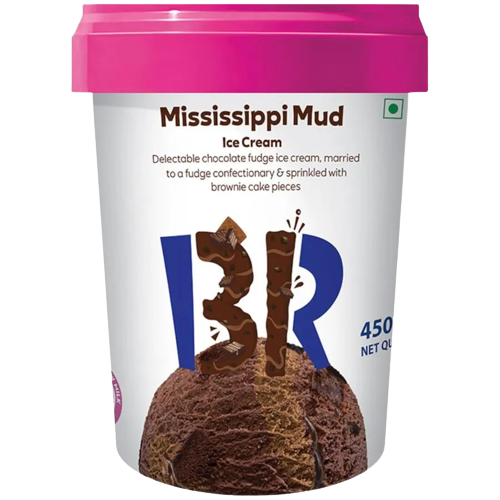 Mississippi Mud
Ice Cream
Delectable chocolate fudge ice cream, married
to a fudge confectionary & sprinkled with
brownie cake pieces
BR
450
NET QU
MILK